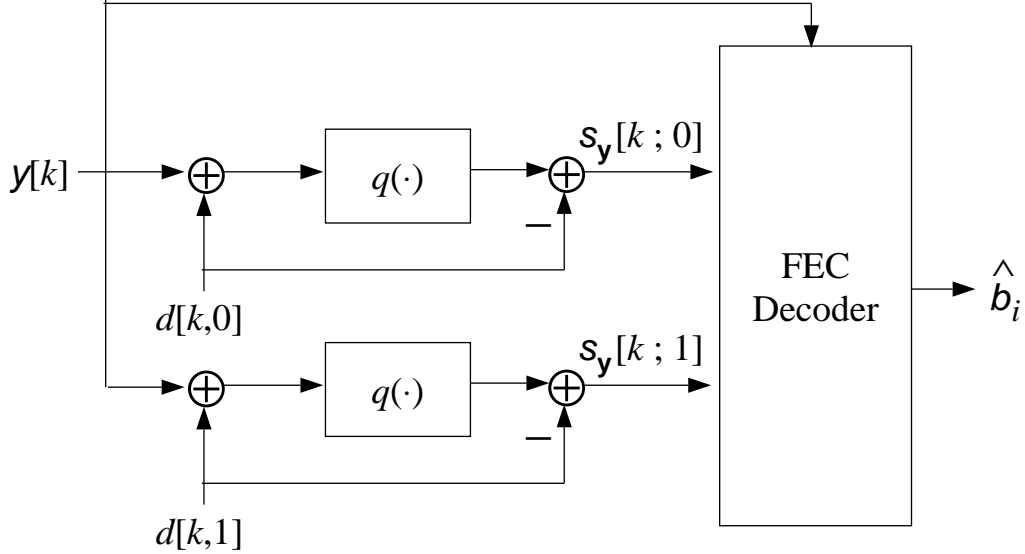 s_y[k ; 0]
y[k]
q(·)
−
FEC
Decoder
b̂_i
d[k,0]
s_y[k ; 1]
q(·)
−
d[k,1]